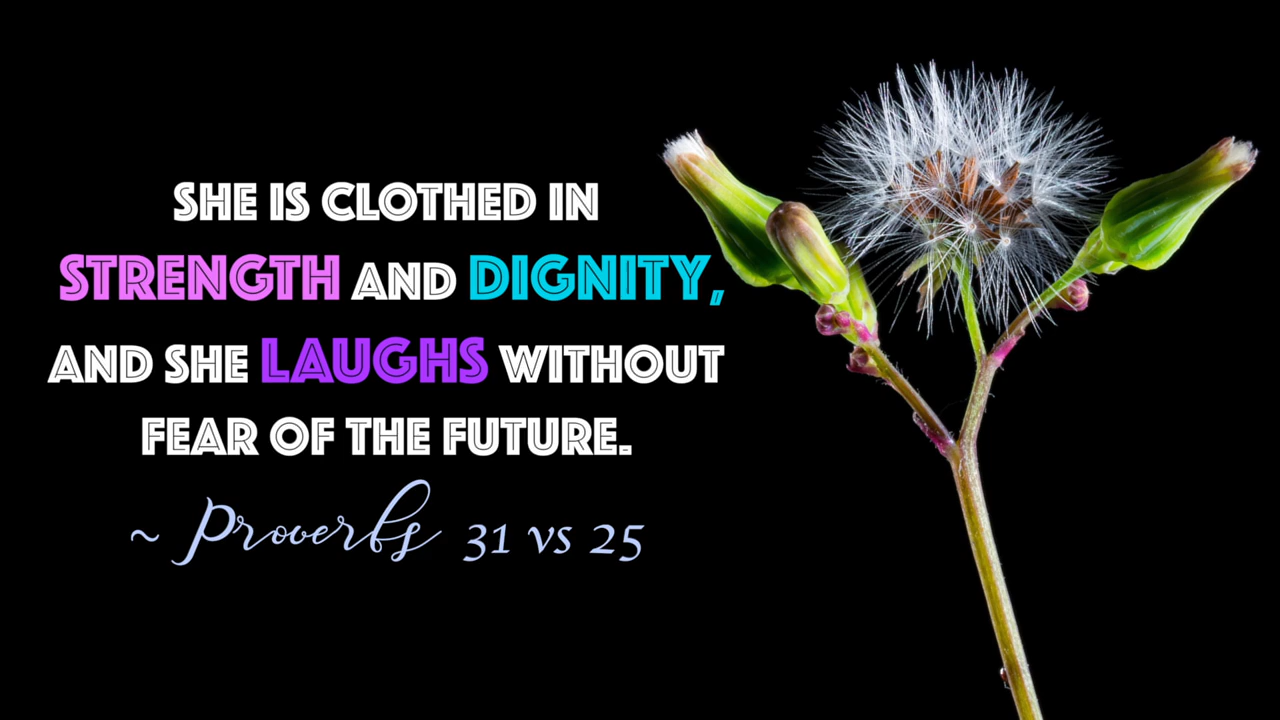 SHE IS CLOTHED IN
STRENGTH AND DIGNITY,
AND SHE LAUGHS WITHOUT
FEAR OF THE FUTURE.
~ Proverbs 31 vs 25